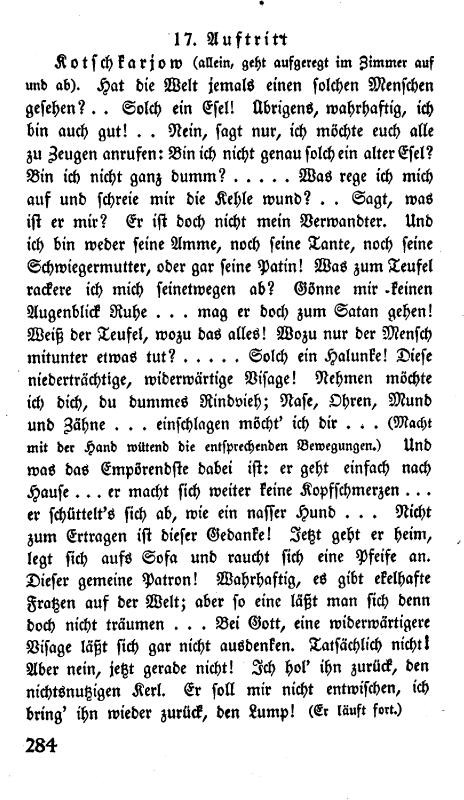 17. Auftritt
Kotschkarjow (allein, geht aufgeregt im Zimmer auf
und ab). Hat die Welt jemals einen solchen Menschen
gesehen? . . Solch ein Esel! Übrigens, wahrhaftig, ich
bin auch gut! . . Nein, sagt nur, ich möchte euch alle
zu Zeugen anrufen: Bin ich nicht genau solch ein alter Esel?
Bin ich nicht ganz dumm? . . . . . Was rege ich mich
auf und schreie mir die Kehle wund? . . Sagt, was
ist er mir? Er ist doch nicht mein Verwandter. Und
ich bin weder seine Amme, noch seine Tante, noch seine
Schwiegermutter, oder gar seine Patin! Was zum Teufel
rackere ich mich seinetwegen ab? Gönne mir keinen
Augenblick Ruhe . . . mag er doch zum Satan gehen!
Weiß der Teufel, wozu das alles! Wozu nur der Mensch
mitunter etwas tut? . . . . . Solch ein Halunke! Diese
niederträchtige, widerwärtige Visage! Nehmen möchte
ich dich, du dummes Rindvieh; Nase, Ohren, Mund
und Zähne . . . einschlagen möcht' ich dir . . . (Macht
mit der Hand wütend die entsprechenden Bewegungen.) Und
was das Empörendste dabei ist: er geht einfach nach
Hause . . . er macht sich weiter keine Kopfschmerzen . . .
er schüttelt's sich ab, wie ein nasser Hund . . . Nicht
zum Ertragen ist dieser Gedanke! Jetzt geht er heim,
legt sich aufs Sofa und raucht sich eine Pfeife an.
Dieser gemeine Patron! Wahrhaftig, es gibt ekelhafte
Fratzen auf der Welt; aber so eine läßt man sich denn
doch nicht träumen . . . Bei Gott, eine widerwärtigere
Visage läßt sich gar nicht ausdenken. Tatsächlich nicht!
Aber nein, jetzt gerade nicht! Ich hol' ihn zurück, den
nichtsnutzigen Kerl. Er soll mir nicht entwischen, ich
bring' ihn wieder zurück, den Lump! (Er läuft fort.)
284